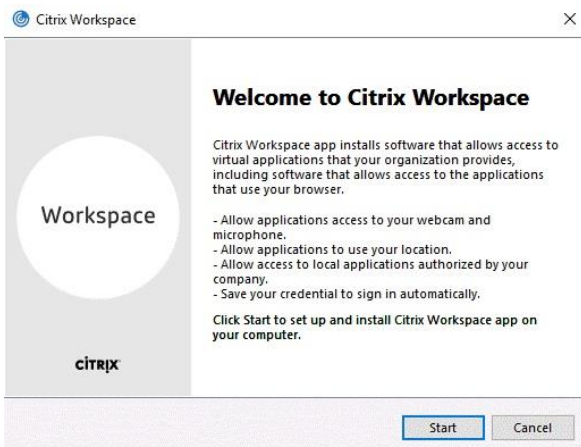 Citrix Workspace
Welcome to Citrix Workspace
Citrix Workspace app installs software that allows access to
virtual applications that your organization provides,
including software that allows access to the applications
that use your browser.
- Allow applications access to your webcam and
microphone.
- Allow applications to use your location.
- Allow access to local applications authorized by your
company.
- Save your credential to sign in automatically.
Click Start to set up and install Citrix Workspace app on
your computer.
Workspace
CİTRIX
Start
Cancel